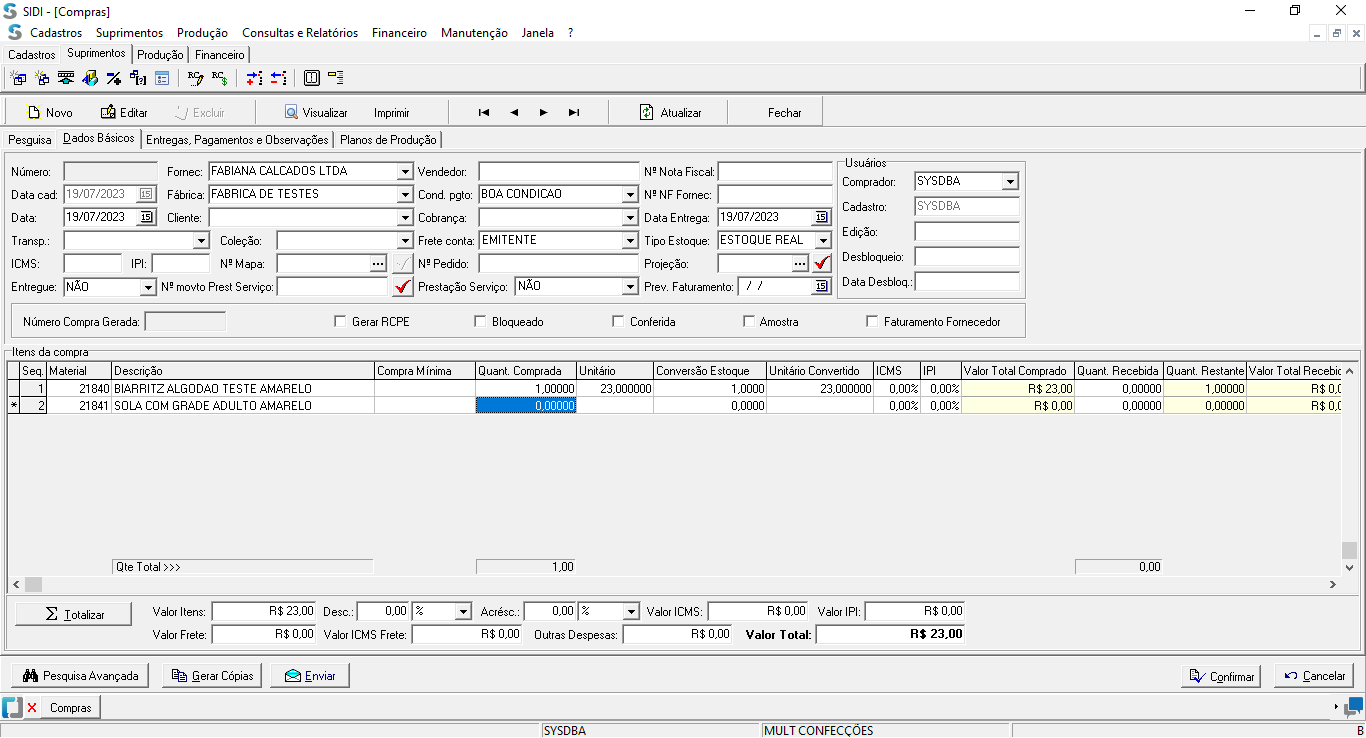 SIDI - [Compras]
Cadastros Suprimentos Produção Consultas e Relatórios Financeiro Manutenção Janela ?
Cadastros Suprimentos Produção Financeiro
Novo Editar Excluir Visualizar Imprimir Atualizar Fechar
Pesquisa Dados Básicos Entregas, Pagamentos e Observações Planos de Produção
Número: Fornec: FABIANA CALCADOS LTDA Vendedor: Nº Nota Fiscal: Usuários
Comprador: SYSDBA
Data cad: 19/07/2023 15 Fábrica: FABRICA DE TESTES Cond. pgto: BOA CONDICAO Nº NF Fornec:
Cadastro: SYSDBA
Data: 19/07/2023 15 Cliente: Cobrança: Data Entrega: 19/07/2023 15
Edição:
Transp.: Coleção: Frete conta: EMITENTE Tipo Estoque: ESTOQUE REAL
Desbloqueio:
ICMS: IPI: Nº Mapa: ... Nº Pedido: Projeção: ...
Data Desbloq.:
Entregue: NÃO Nº movto Prest Serviço: Prestação Serviço: NÃO Prev. Faturamento: / / 15
Número Compra Gerada: Gerar RCPE Bloqueado Conferida Amostra Faturamento Fornecedor
Itens da compra
Seq. Material Descrição Compra Mínima Quant. Comprada Unitário Conversão Estoque Unitário Convertido ICMS IPI Valor Total Comprado Quant. Recebida Quant. Restante Valor Total Recebid
1 21840 BIARRITZ ALGODAO TESTE AMARELO 1,00000 23,000000 1,0000 23,000000 0,00% 0,00% R$ 23,00 0,00000 1,00000 R$ 0,0
* 2 21841 SOLA COM GRADE ADULTO AMARELO 0,00000 0,0000 0,00% 0,00% R$ 0,00 0,00000 0,00000 R$ 0,0
Qte Total >>> 1,00 0,00
Σ Totalizar Valor Itens: R$ 23,00 Desc.: 0,00 % Acrésc.: 0,00 % Valor ICMS: R$ 0,00 Valor IPI: R$ 0,00
Valor Frete: R$ 0,00 Valor ICMS Frete: R$ 0,00 Outras Despesas: R$ 0,00 Valor Total: R$ 23,00
Pesquisa Avançada Gerar Cópias Enviar Confirmar Cancelar
Compras
SYSDBA MULT CONFECÇÕES B